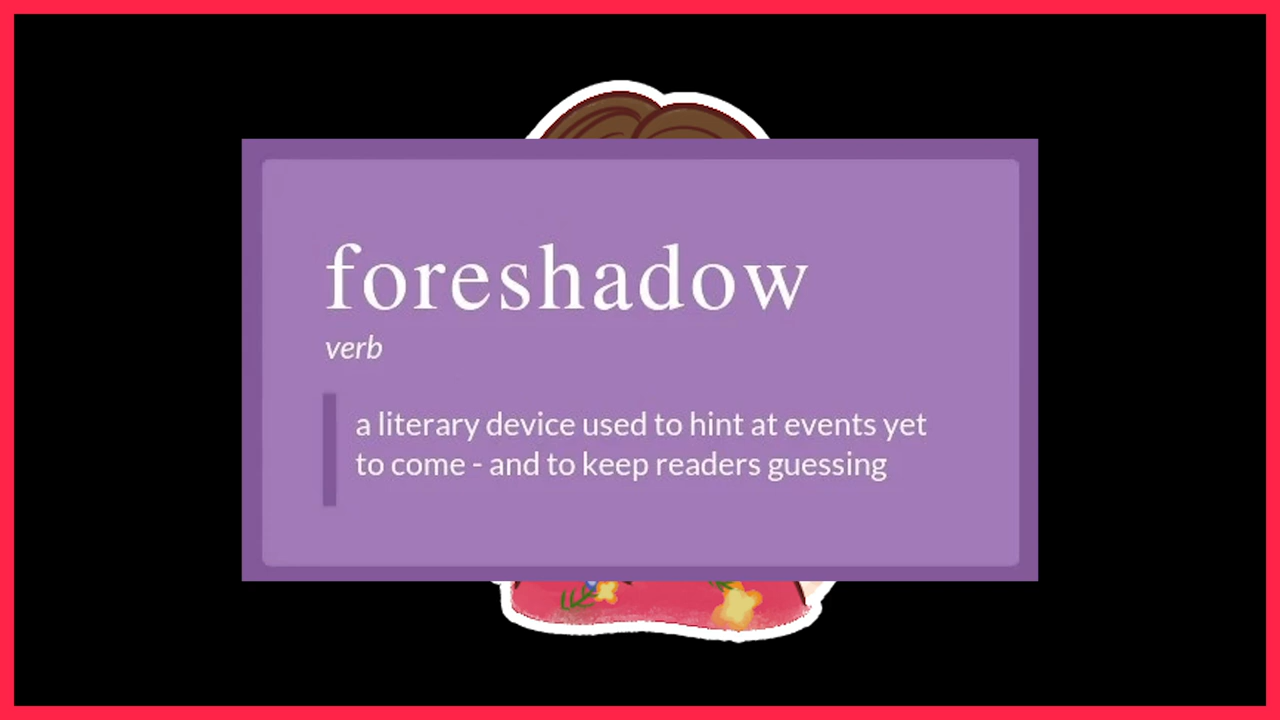 foreshadow
verb
a literary device used to hint at events yet
to come - and to keep readers guessing